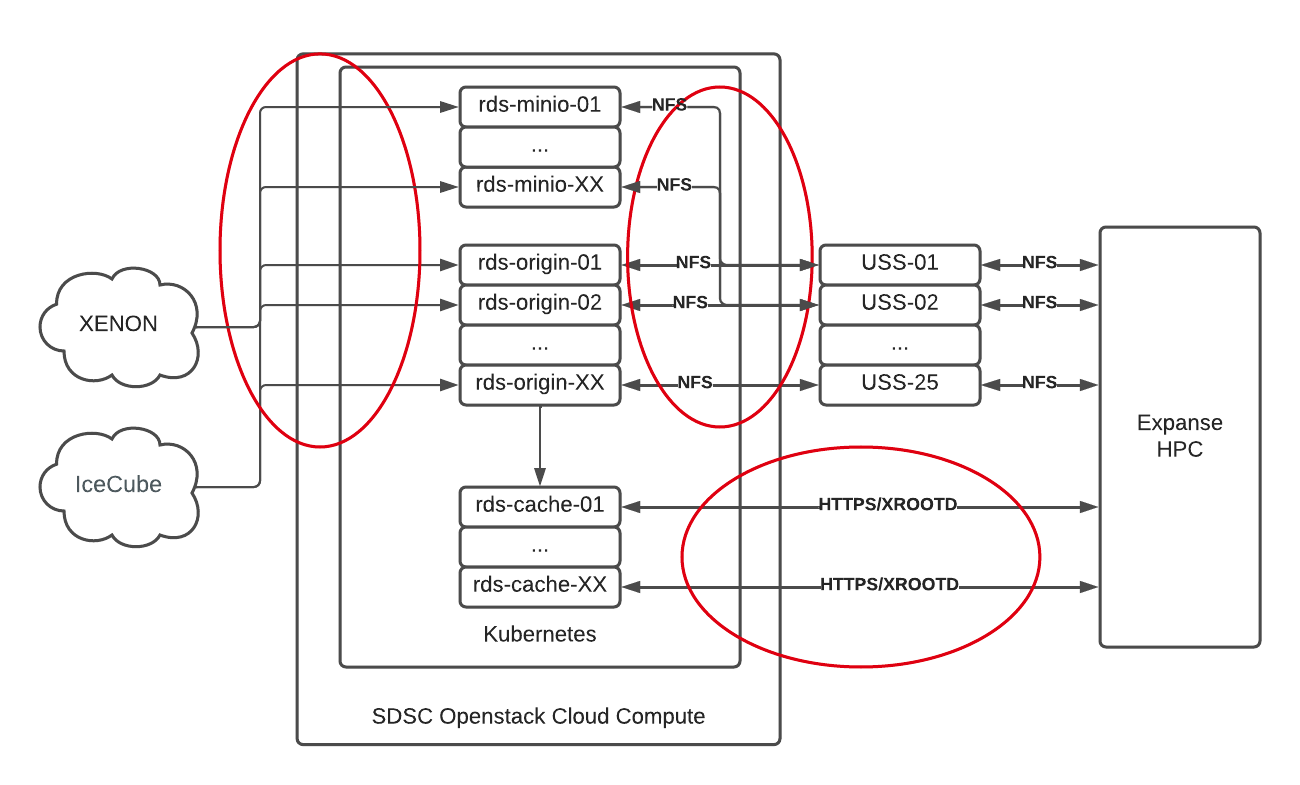 rds-minio-01
NFS
...
rds-minio-XX
NFS
rds-origin-01
NFS
USS-01
NFS
rds-origin-02
NFS
USS-02
NFS
XENON
...
...
rds-origin-XX
NFS
USS-25
NFS
Expanse
HPC
IceCube
rds-cache-01
HTTPS/XROOTD
...
rds-cache-XX
HTTPS/XROOTD
Kubernetes
SDSC Openstack Cloud Compute